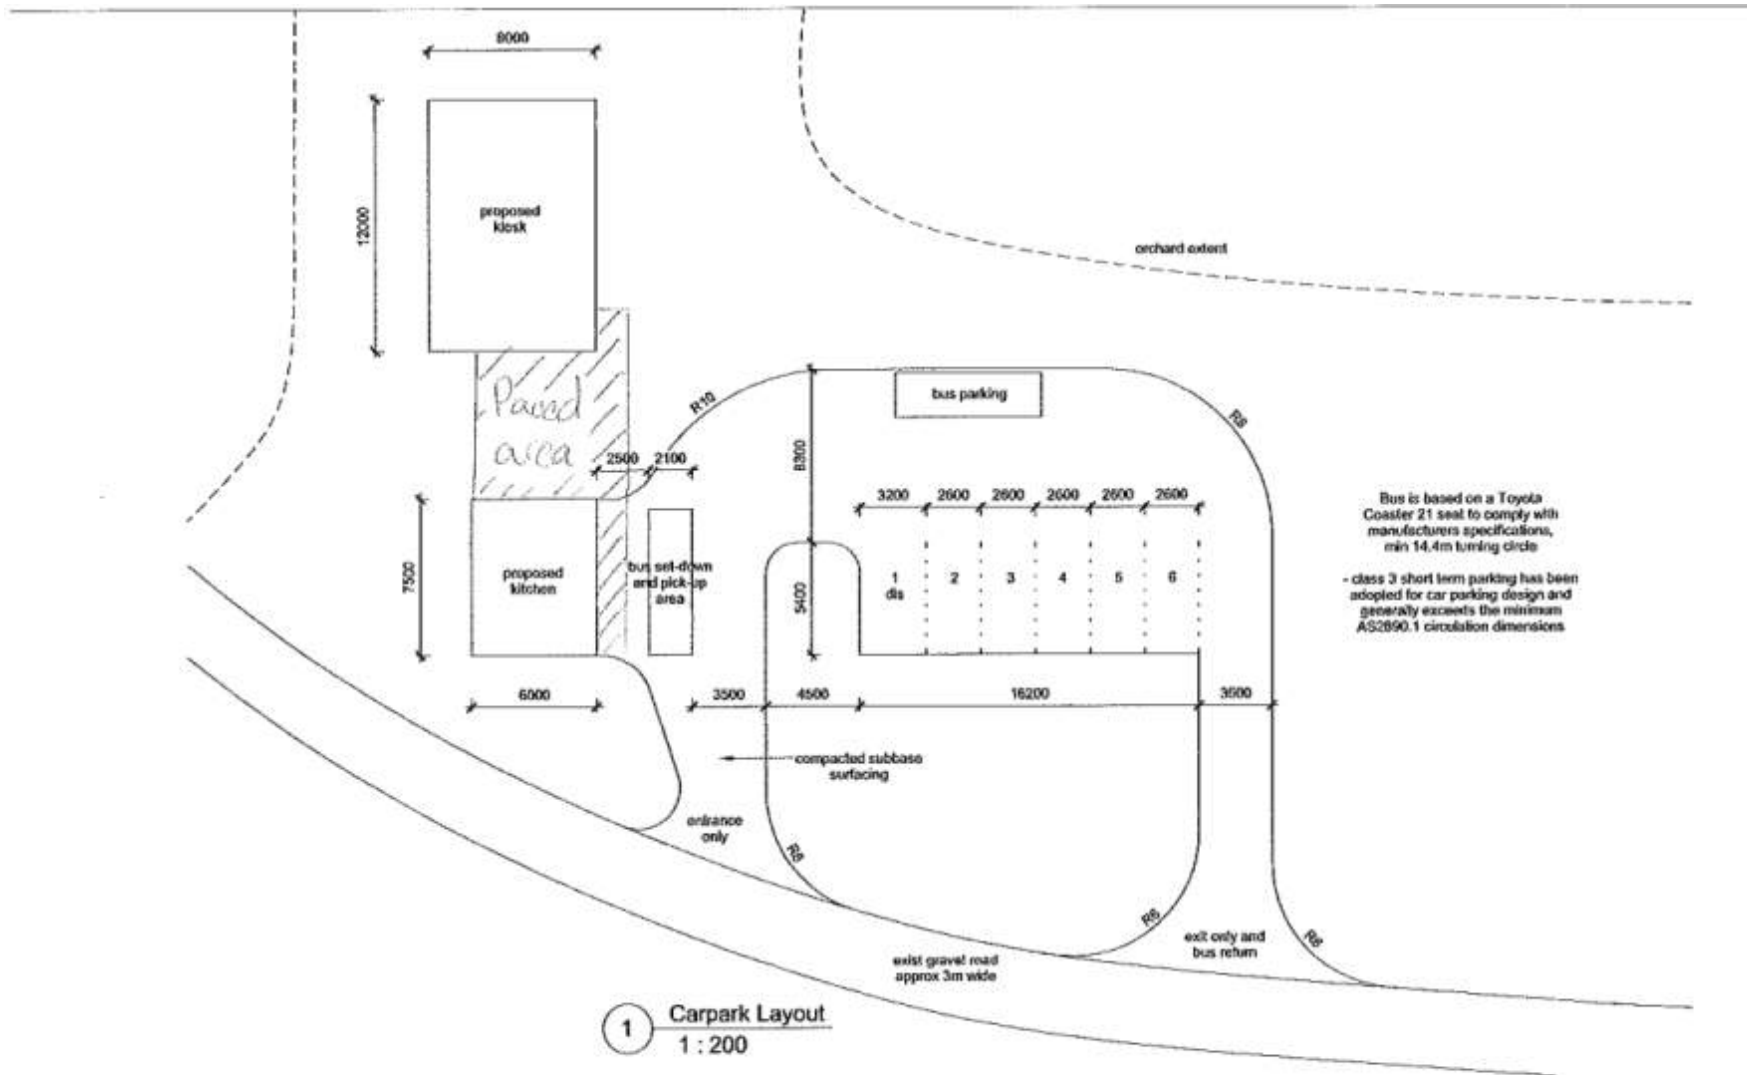 8000
12000
proposed
kiosk
orchard extent
Paved
area
R10
bus parking
R8
8300
2500
2100
3200
2600
2600
2600
2600
2600
7500
proposed
kitchen
bus set-down
and pick-up
area
5400
1
dis
2
3
4
5
6
Bus is based on a Toyota
Coaster 21 seat to comply with
manufacturers specifications,
min 14.4m turning circle
- class 3 short term parking has been
adopted for car parking design and
generally exceeds the minimum
AS2890.1 circulation dimensions
6000
3500
4500
16200
3500
compacted subbase
surfacing
entrance
only
R6
R6
exit only and
bus return
R6
exist gravel road
approx 3m wide
1
Carpark Layout
1 : 200